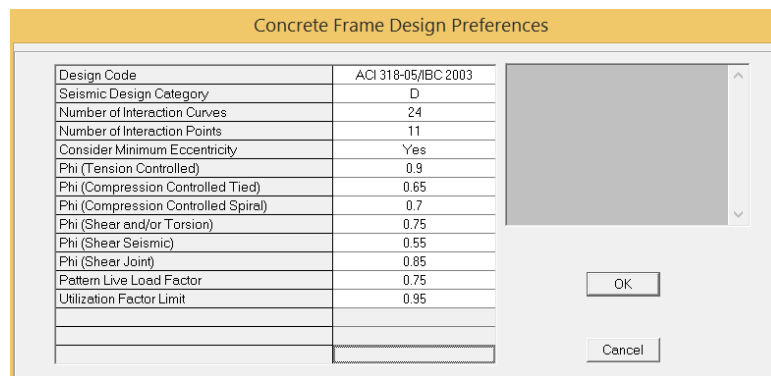 Concrete Frame Design Preferences
Design Code ACI 318-05/IBC 2003
Seismic Design Category D
Number of Interaction Curves 24
Number of Interaction Points 11
Consider Minimum Eccentricity Yes
Phi (Tension Controlled) 0.9
Phi (Compression Controlled Tied) 0.65
Phi (Compression Controlled Spiral) 0.7
Phi (Shear and/or Torsion) 0.75
Phi (Shear Seismic) 0.55
Phi (Shear Joint) 0.85
Pattern Live Load Factor 0.75
Utilization Factor Limit 0.95
OK
Cancel